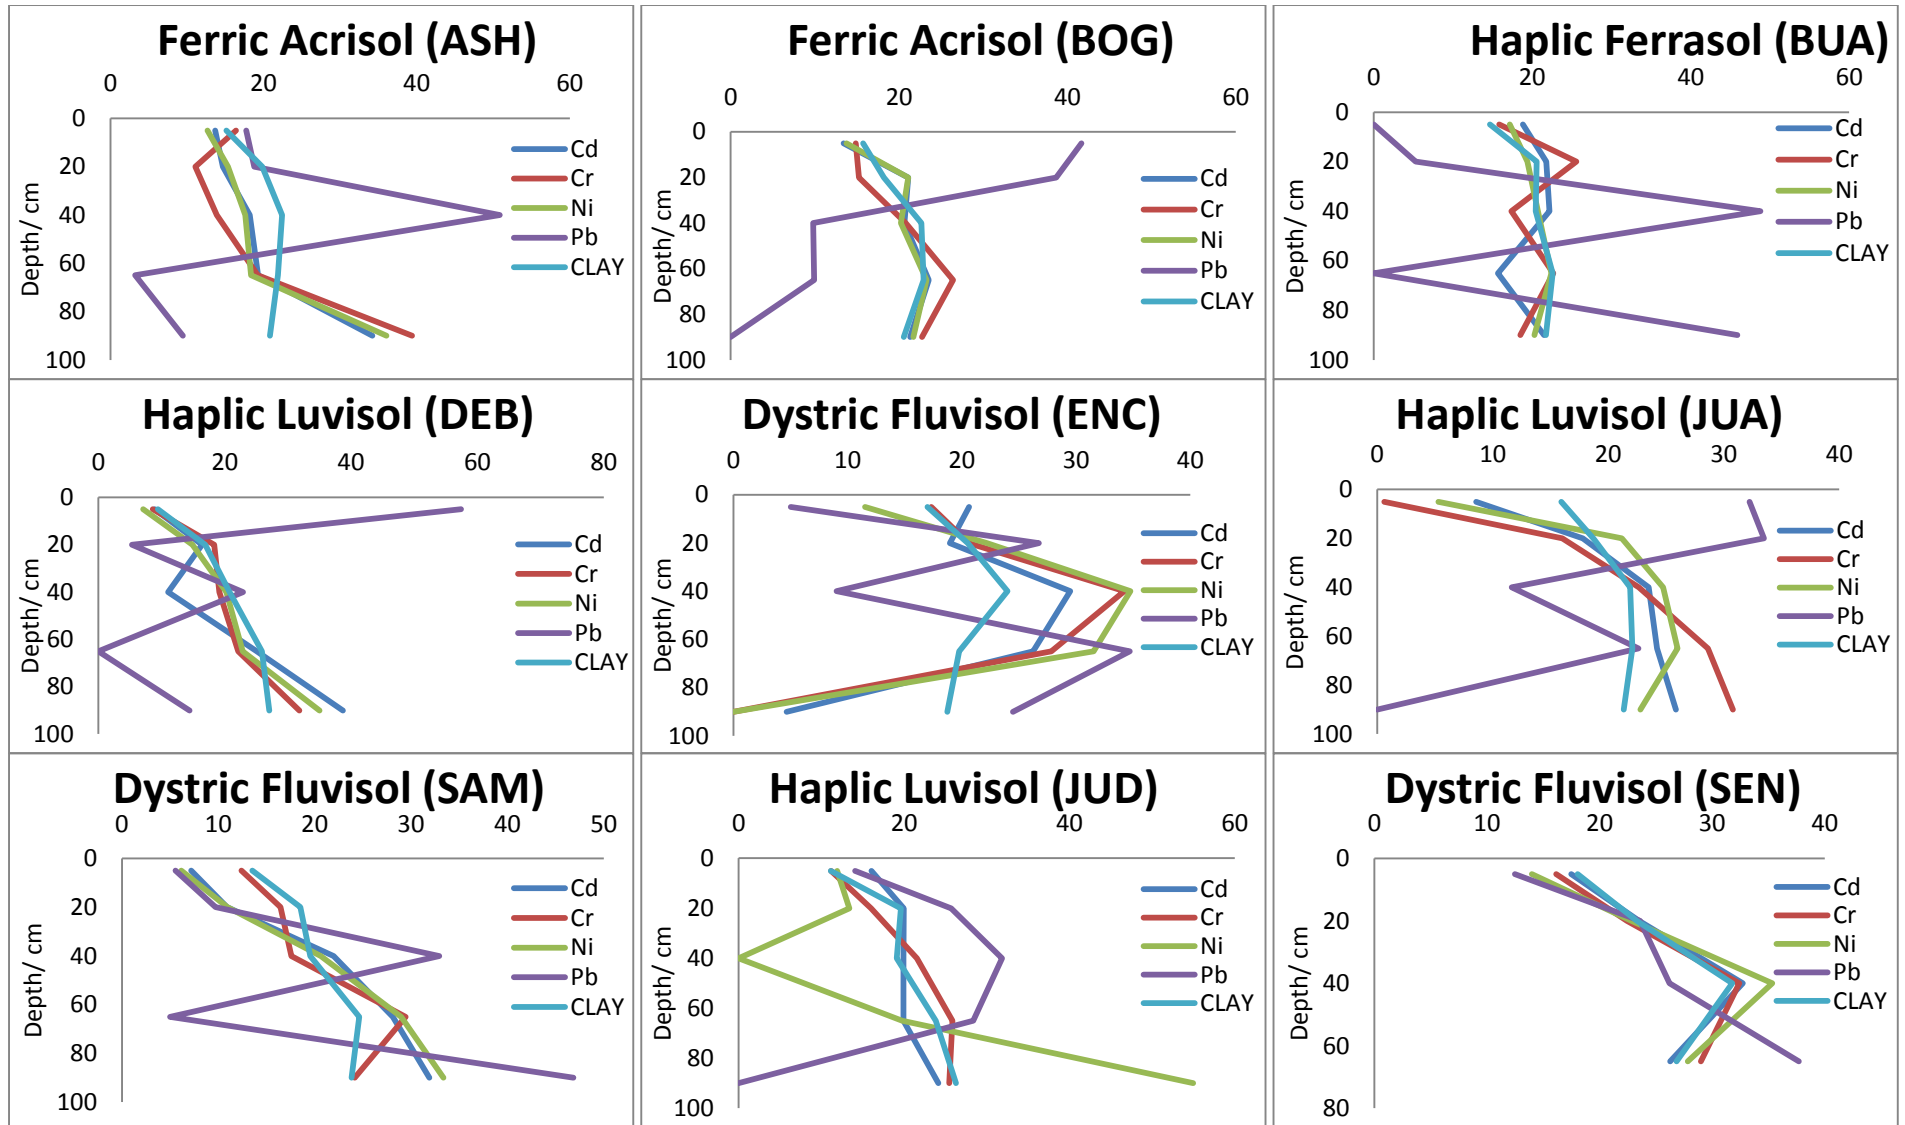 Ferric Acrisol (ASH)
0 20 40 60
0
20
40
60
80
100
Depth/ cm
Cd
Cr
Ni
Pb
CLAY
Ferric Acrisol (BOG)
0 20 40 60
0
20
40
60
80
100
Depth/ cm
Cd
Cr
Ni
Pb
CLAY
Haplic Ferrasol (BUA)
0 20 40 60
0
20
40
60
80
100
Depth/ cm
Cd
Cr
Ni
Pb
CLAY
Haplic Luvisol (DEB)
0 20 40 60 80
0
20
40
60
80
100
Depth/ cm
Cd
Cr
Ni
Pb
CLAY
Dystric Fluvisol (ENC)
0 10 20 30 40
0
20
40
60
80
100
Depth/ cm
Cd
Cr
Ni
Pb
CLAY
Haplic Luvisol (JUA)
0 10 20 30 40
0
20
40
60
80
100
Depth/ cm
Cd
Cr
Ni
Pb
CLAY
Dystric Fluvisol (SAM)
0 10 20 30 40 50
0
20
40
60
80
100
Depth/ cm
Cd
Cr
Ni
Pb
CLAY
Haplic Luvisol (JUD)
0 20 40 60
0
20
40
60
80
100
Depth/ cm
Cd
Cr
Ni
Pb
CLAY
Dystric Fluvisol (SEN)
0 10 20 30 40
0
20
40
60
80
Depth/ cm
Cd
Cr
Ni
Pb
CLAY